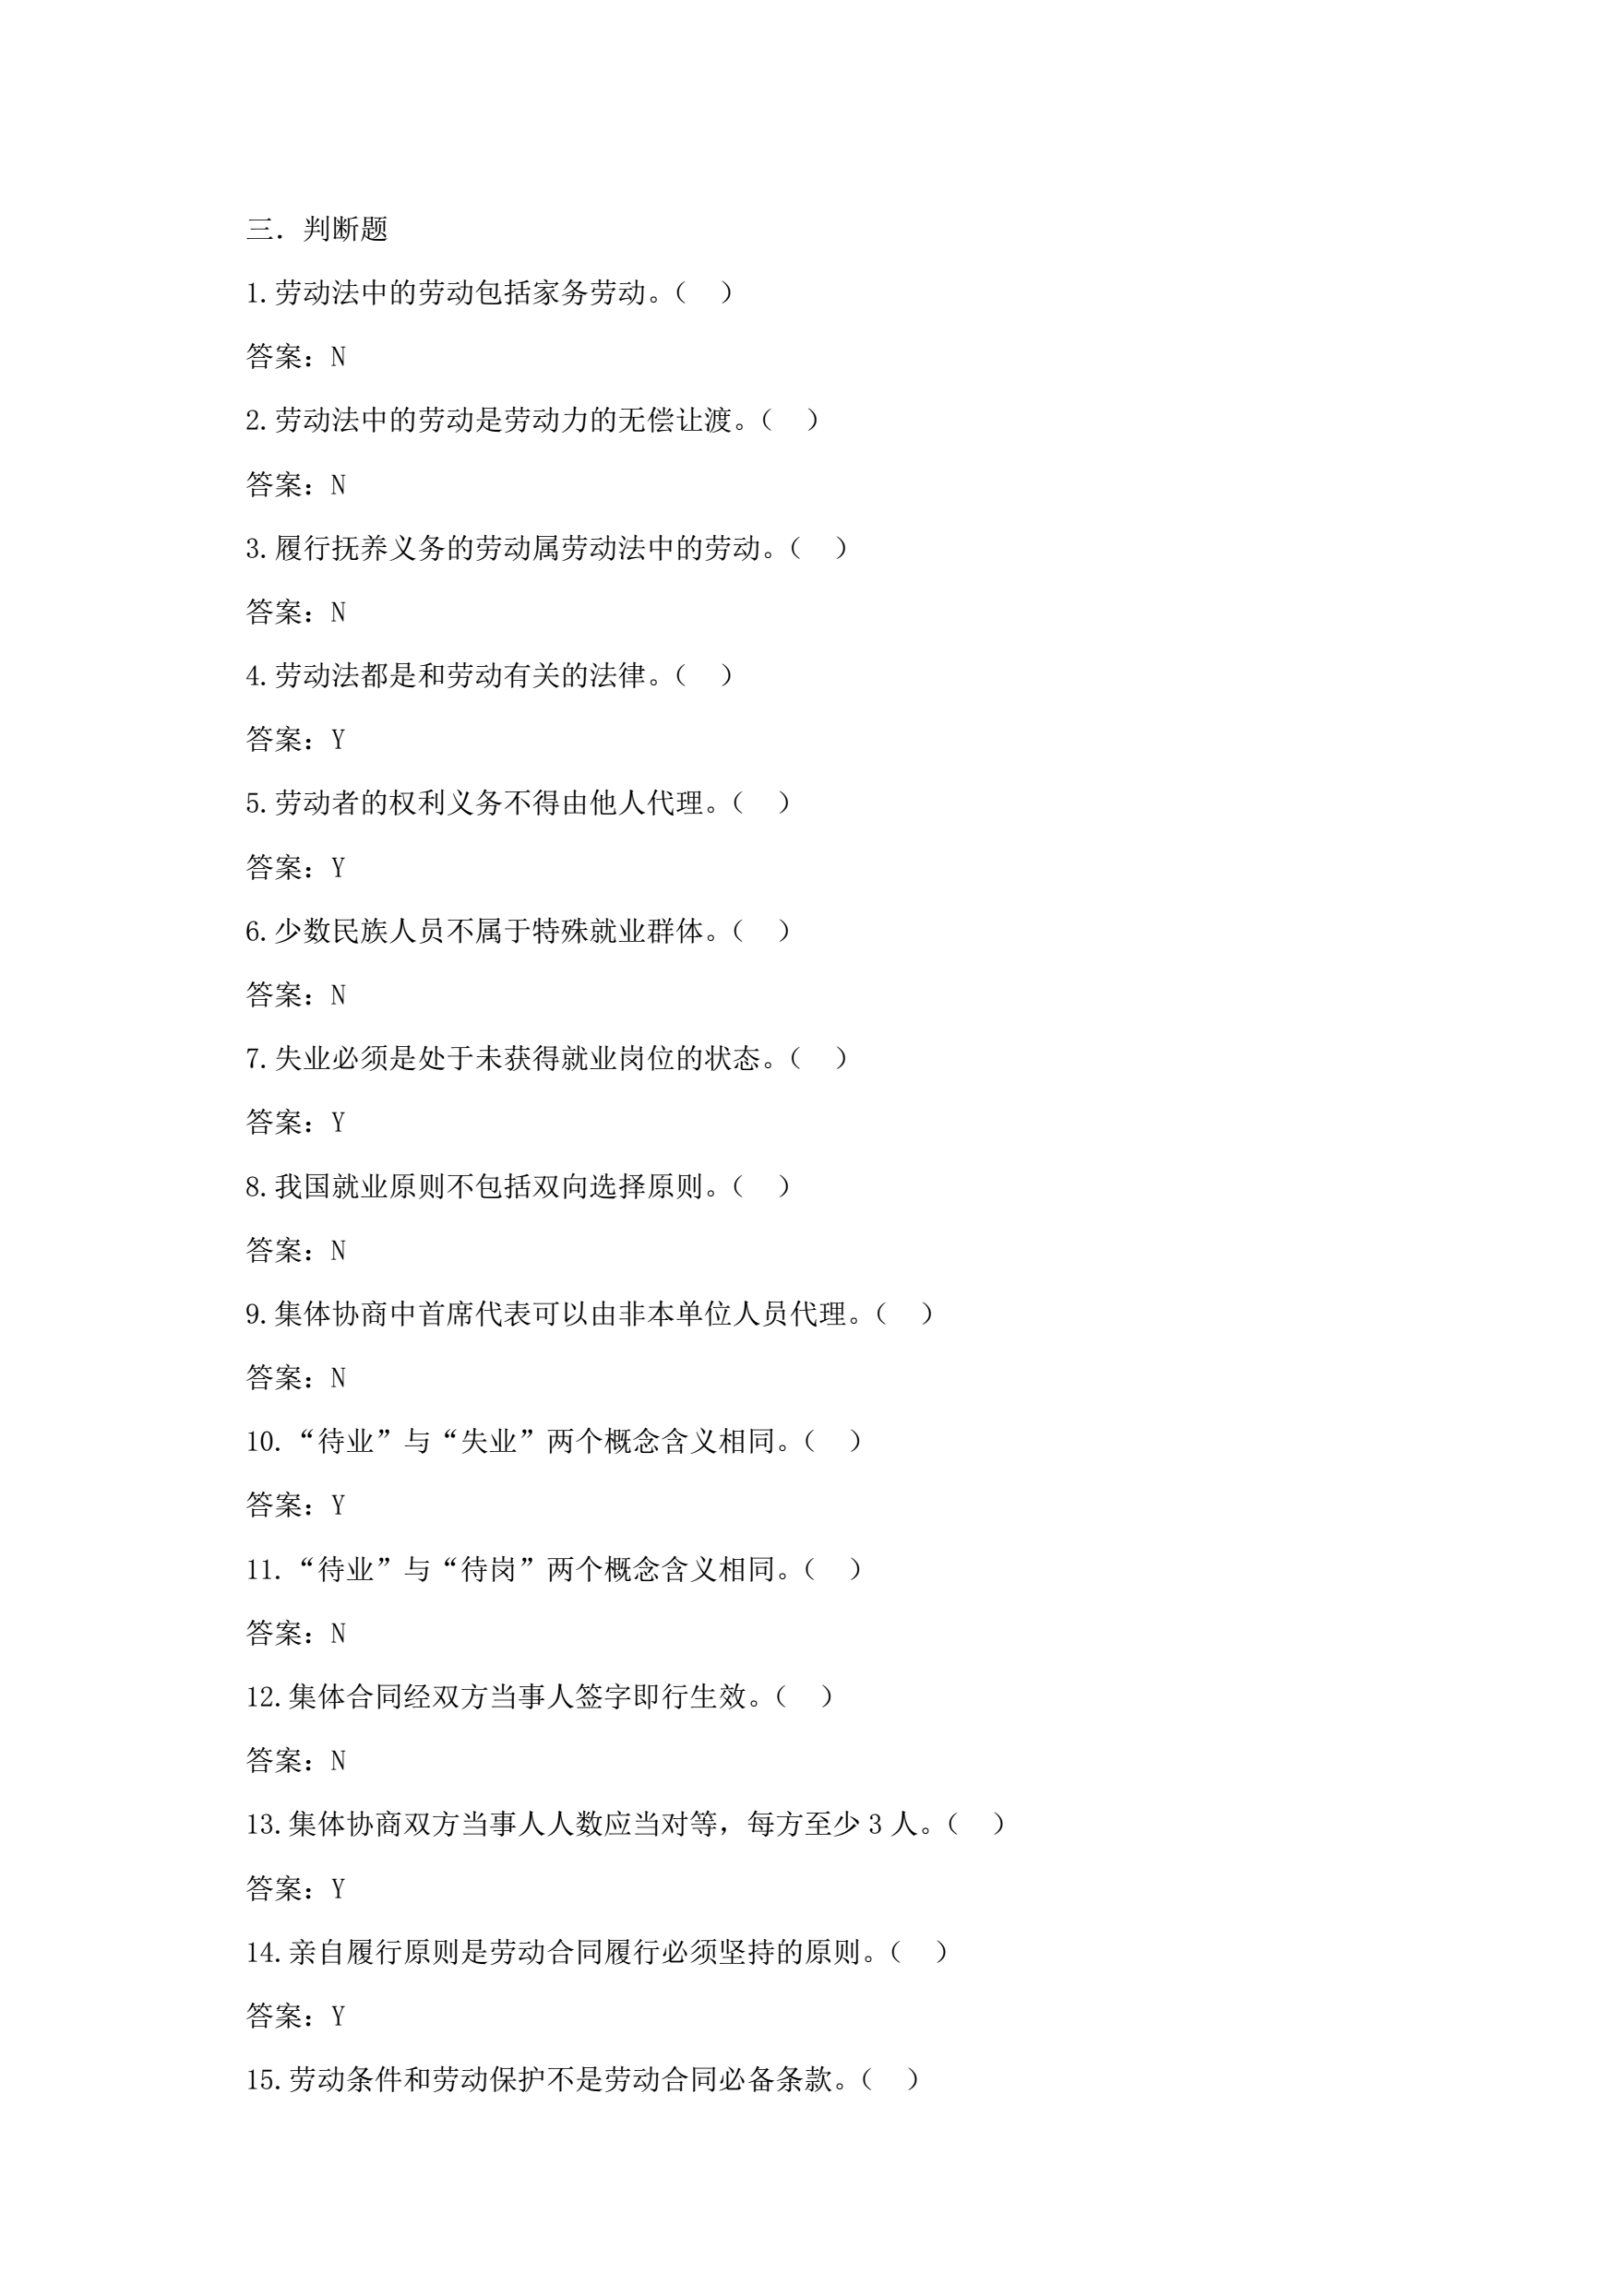 三．判断题
1.劳动法中的劳动包括家务劳动。（  ）
答案：N
2.劳动法中的劳动是劳动力的无偿让渡。（  ）
答案：N
3.履行抚养义务的劳动属劳动法中的劳动。（  ）
答案：N
4.劳动法都是和劳动有关的法律。（  ）
答案：Y
5.劳动者的权利义务不得由他人代理。（  ）
答案：Y
6.少数民族人员不属于特殊就业群体。（  ）
答案：N
7.失业必须是处于未获得就业岗位的状态。（  ）
答案：Y
8.我国就业原则不包括双向选择原则。（  ）
答案：N
9.集体协商中首席代表可以由非本单位人员代理。（  ）
答案：N
10.“待业”与“失业”两个概念含义相同。（  ）
答案：Y
11.“待业”与“待岗”两个概念含义相同。（  ）
答案：N
12.集体合同经双方当事人签字即行生效。（  ）
答案：N
13.集体协商双方当事人人数应当对等，每方至少 3 人。（  ）
答案：Y
14.亲自履行原则是劳动合同履行必须坚持的原则。（  ）
答案：Y
15.劳动条件和劳动保护不是劳动合同必备条款。（  ）